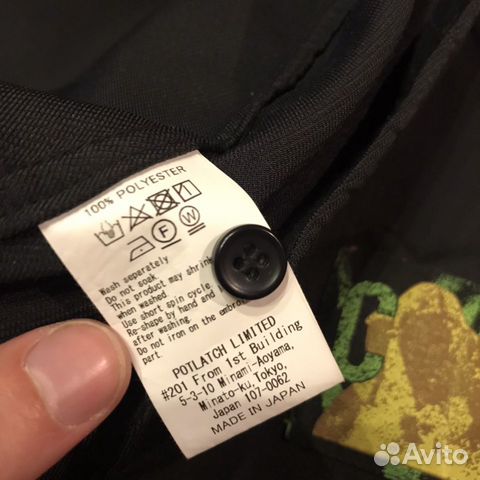 100% POLYESTER
F W
Wash separately
Do not soak.
This product may shrink
when washed.
Use short spin cycle.
Re-shape by hand and
after washing.
Do not iron on the
part.
POTLATCH LIMITED
#201 From 1st Building
5-3-10 Minami-Aoyama,
Minato-ku, Tokyo,
Japan 107-0062
MADE IN JAPAN
C
Avito